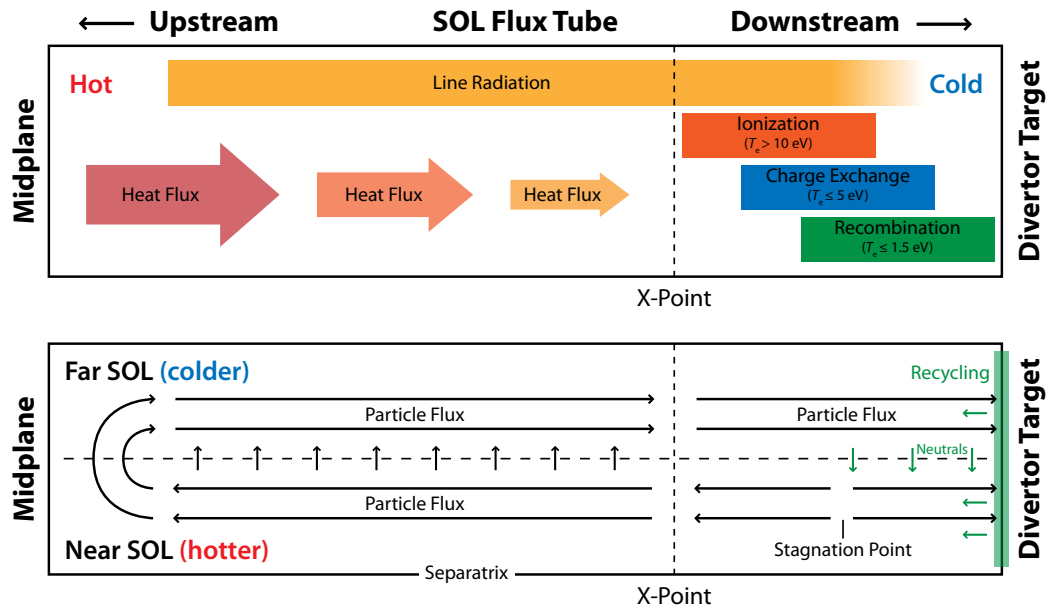 Upstream
SOL Flux Tube
Downstream
Midplane
Hot
Line Radiation
Cold
Divertor Target
Ionization
(Te > 10 eV)
Heat Flux
Heat Flux
Heat Flux
Charge Exchange
(Te ≤ 5 eV)
Recombination
(Te ≤ 1.5 eV)
X-Point
Midplane
Far SOL (colder)
Recycling
Divertor Target
Particle Flux
Particle Flux
Neutrals
Particle Flux
Near SOL (hotter)
Stagnation Point
Separatrix
X-Point